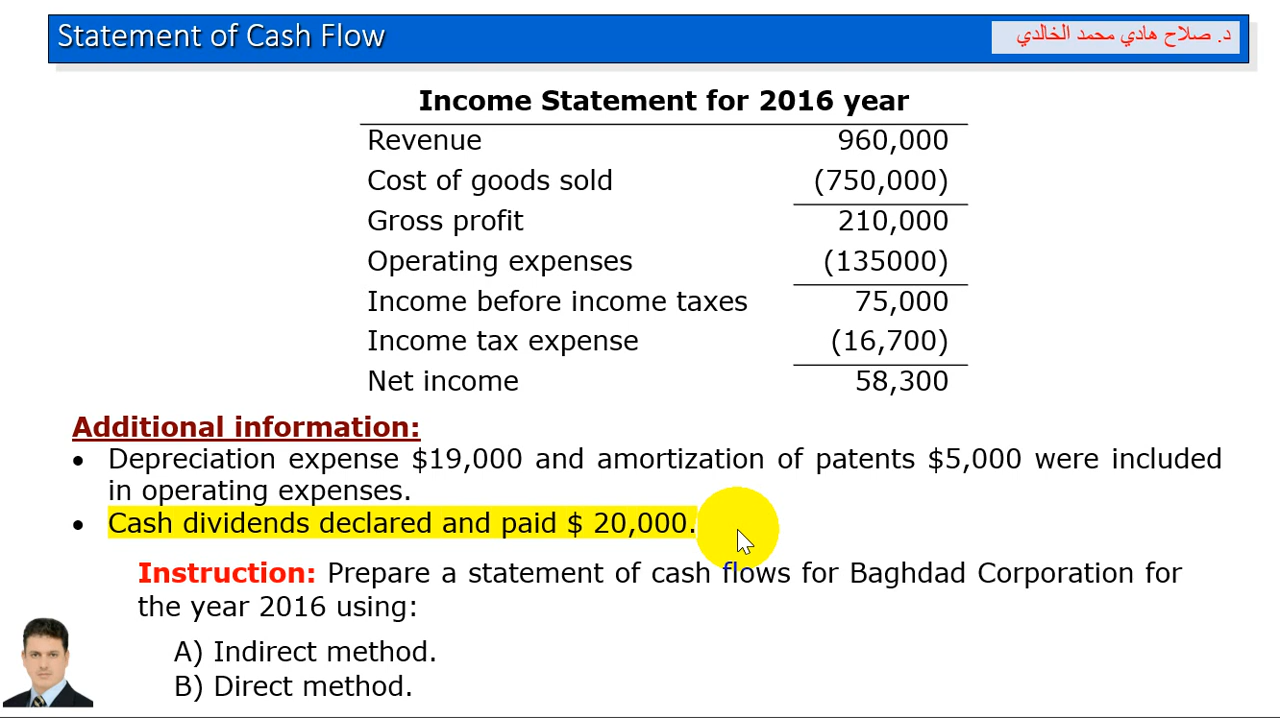 Statement of Cash Flow
د. صلاح هادي محمد الخالدي
Income Statement for 2016 year
Revenue 960,000
Cost of goods sold (750,000)
Gross profit 210,000
Operating expenses (135000)
Income before income taxes 75,000
Income tax expense (16,700)
Net income 58,300
Additional information:
• Depreciation expense $19,000 and amortization of patents $5,000 were included
in operating expenses.
• Cash dividends declared and paid $ 20,000.
Instruction: Prepare a statement of cash flows for Baghdad Corporation for
the year 2016 using:
A) Indirect method.
B) Direct method.